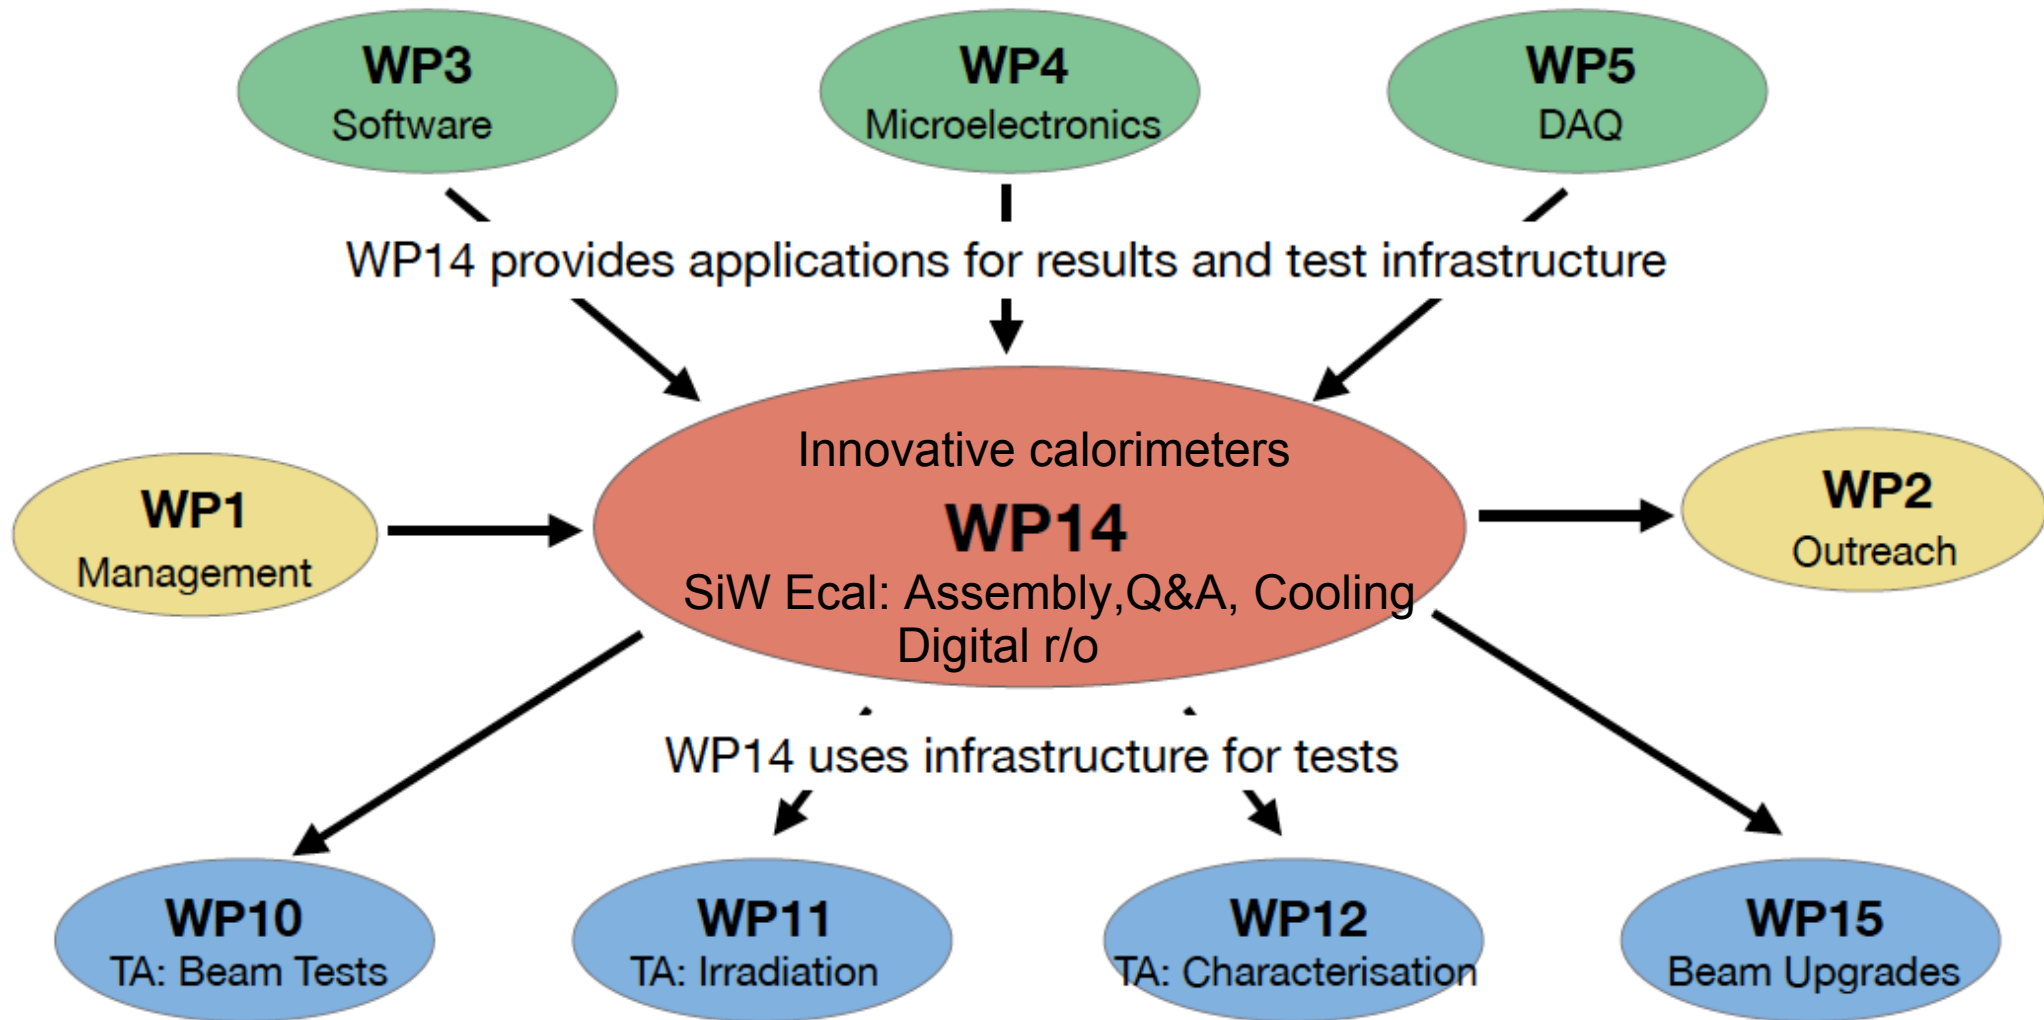 WP3
Software
WP4
Microelectronics
WP5
DAQ
WP14 provides applications for results and test infrastructure
WP1
Management
Innovative calorimeters
WP14
SiW Ecal: Assembly,Q&A, Cooling
Digital r/o
WP2
Outreach
WP14 uses infrastructure for tests
WP10
TA: Beam Tests
WP11
TA: Irradiation
WP12
TA: Characterisation
WP15
Beam Upgrades